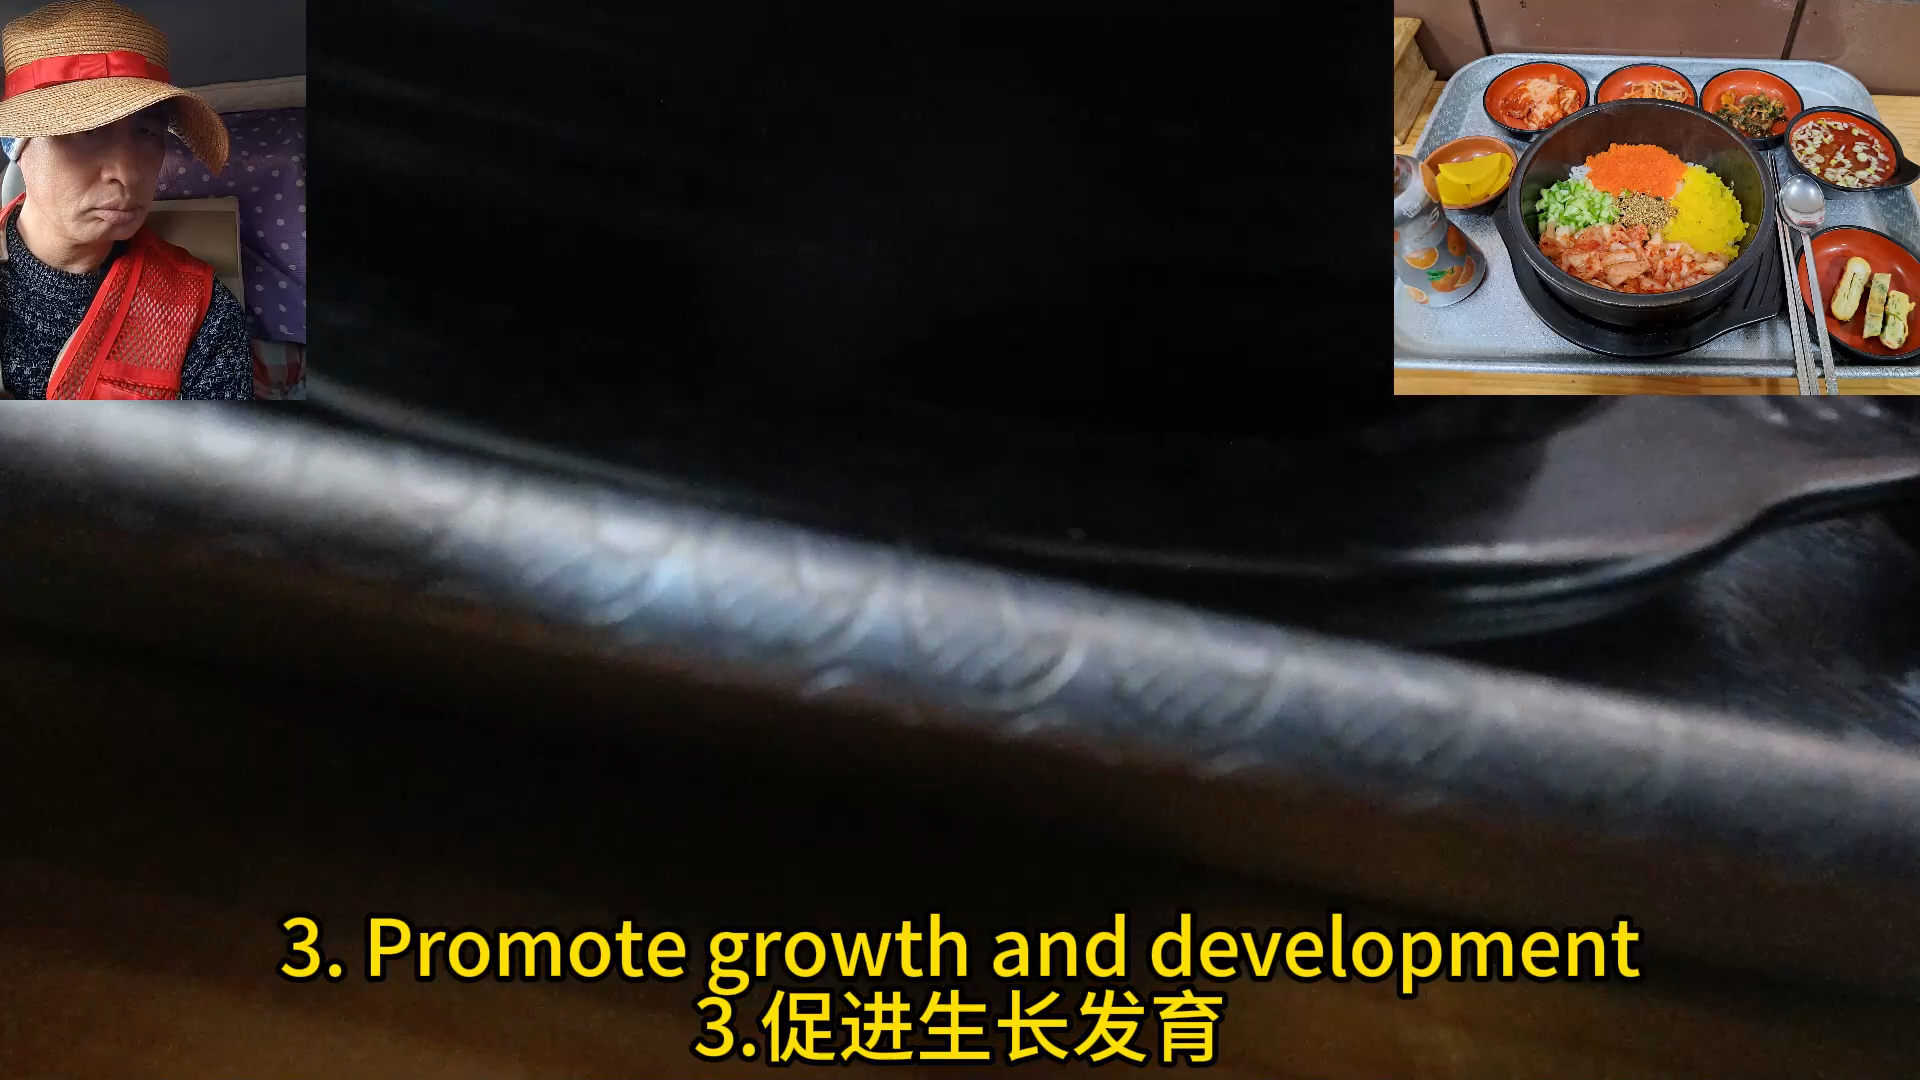 3. Promote growth and development
3.促进生长发育